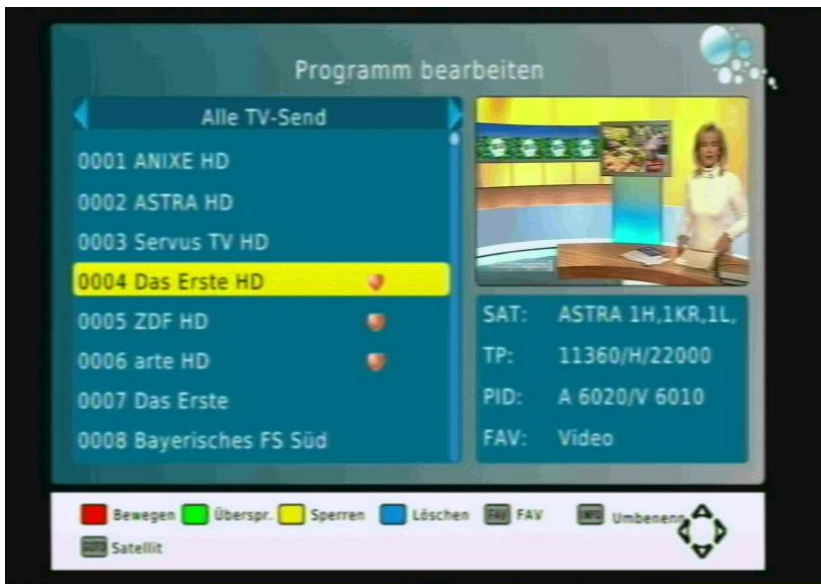 Programm bearbeiten
Alle TV-Send
0001 ANIXE HD
0002 ASTRA HD
0003 Servus TV HD
0004 Das Erste HD
0005 ZDF HD
0006 arte HD
0007 Das Erste
0008 Bayerisches FS Süd
SAT: ASTRA 1H,1KR,1L,
TP: 11360/H/22000
PID: A 6020/V 6010
FAV: Video
Bewegen Überspr. Sperren Löschen FAV FAV INFO Umbenenn
GOTO Satellit